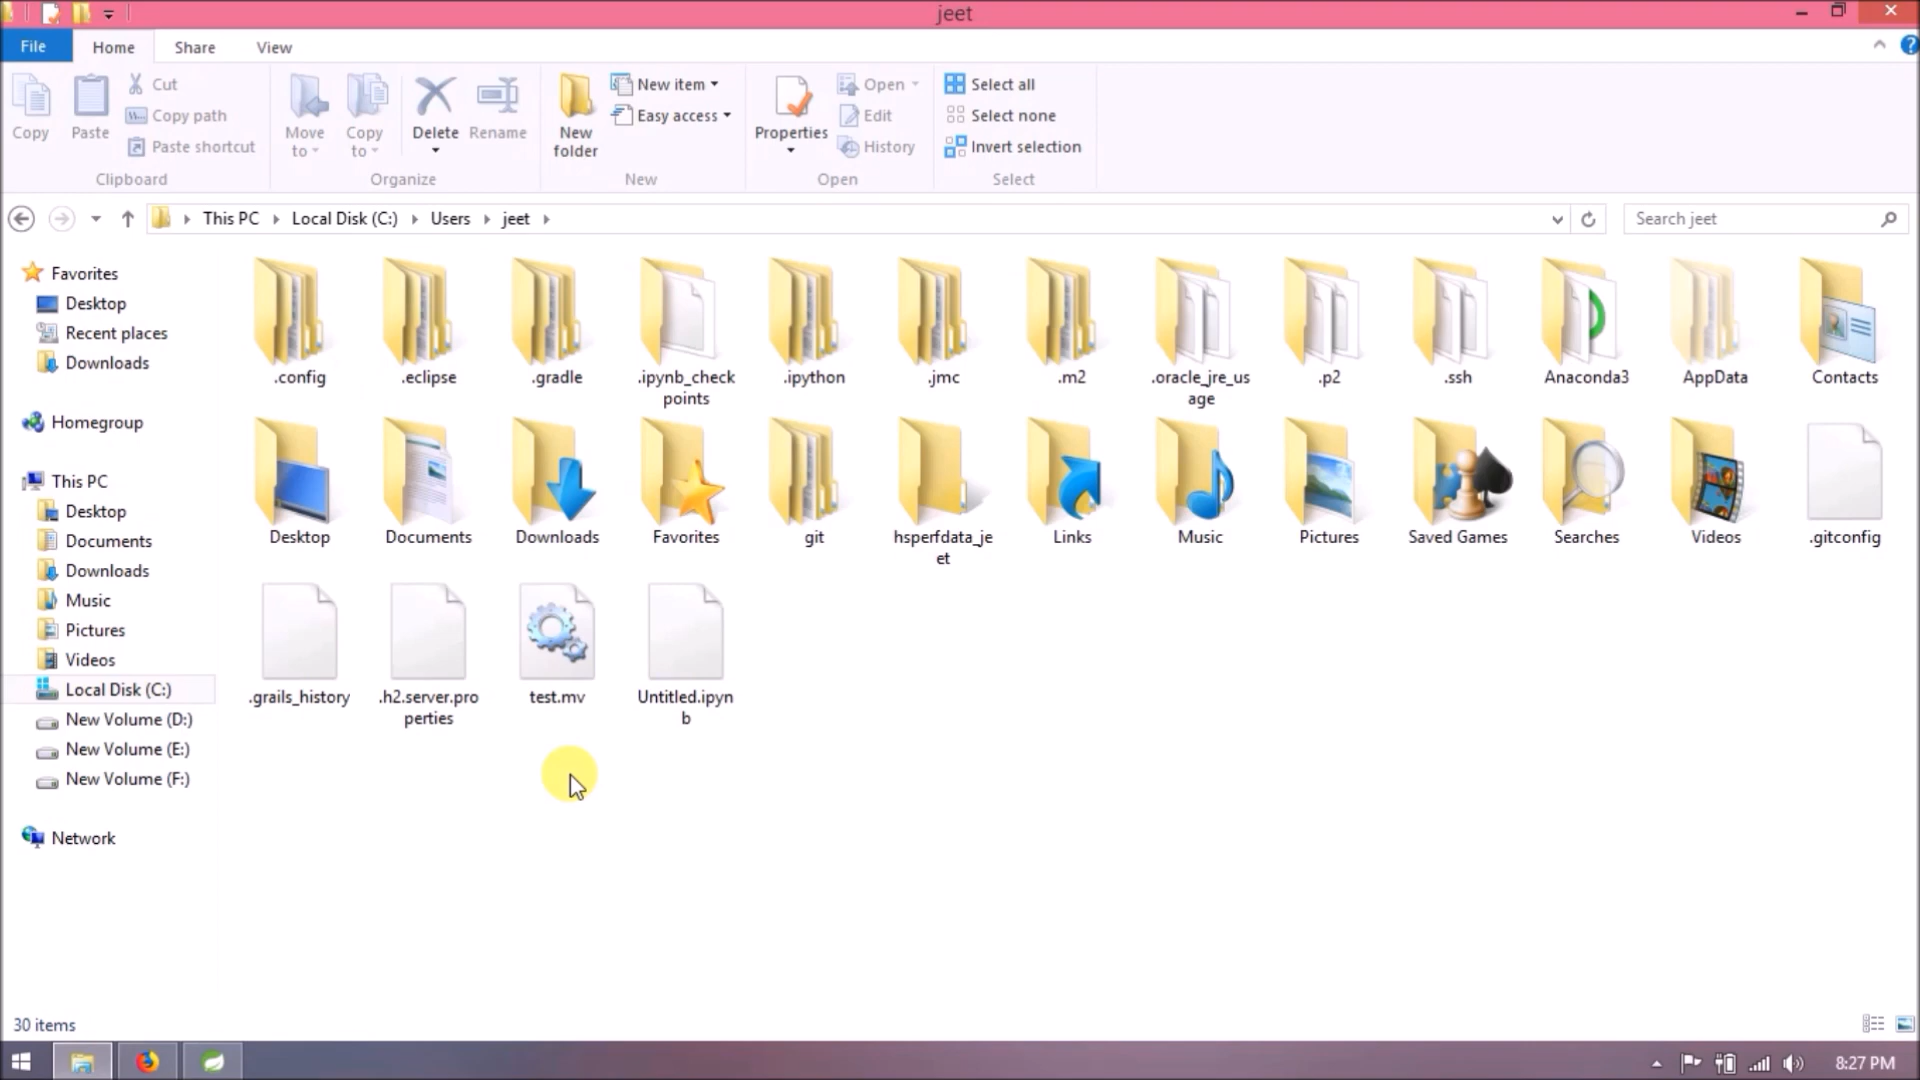 jeet
File Home Share View
?
Copy
Paste
Cut
Copy path
Paste shortcut
Clipboard
Move
to
Copy
to
Delete
Rename
Organize
New
folder
New item
Easy access
New
Properties
Open
Edit
History
Open
Select all
Select none
Invert selection
Select
This PC Local Disk (C:) Users jeet
Search jeet
Favorites
Desktop
Recent places
Downloads
Homegroup
This PC
Desktop
Documents
Downloads
Music
Pictures
Videos
Local Disk (C:)
New Volume (D:)
New Volume (E:)
New Volume (F:)
Network
.config
.eclipse
.gradle
.ipynb_check
points
.ipython
.jmc
.m2
.oracle_jre_us
age
.p2
.ssh
Anaconda3
AppData
Contacts
Desktop
Documents
Downloads
Favorites
git
hsperfdata_je
et
Links
Music
Pictures
Saved Games
Searches
Videos
.gitconfig
.grails_history
.h2.server.pro
perties
test.mv
Untitled.ipyn
b
30 items
8:27 PM